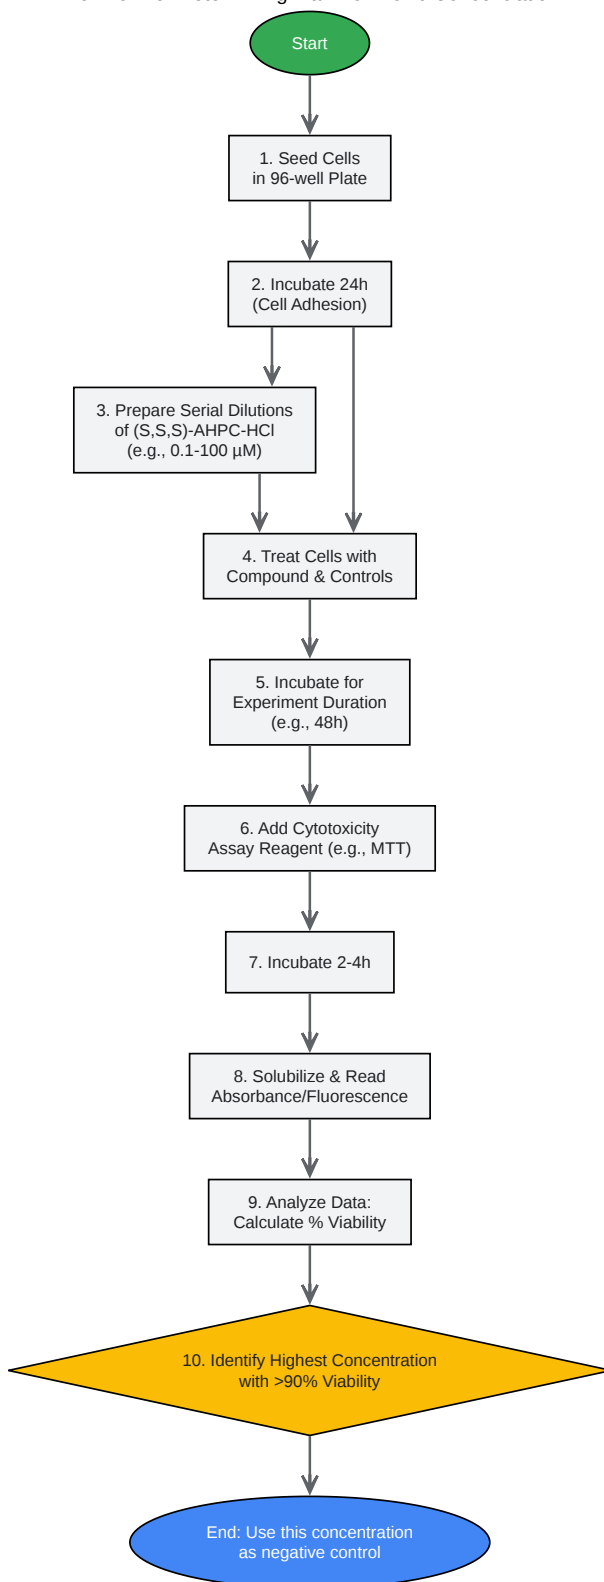 Start
1. Seed Cells
in 96-well Plate
2. Incubate 24h
(Cell Adhesion)
3. Prepare Serial Dilutions
of (S,S,S)-AHPC-HCl
(e.g., 0.1-100 µM)
4. Treat Cells with
Compound & Controls
5. Incubate for
Experiment Duration
(e.g., 48h)
6. Add Cytotoxicity
Assay Reagent (e.g., MTT)
7. Incubate 2-4h
8. Solubilize & Read
Absorbance/Fluorescence
9. Analyze Data:
Calculate % Viability
10. Identify Highest Concentration
with >90% Viability
End: Use this concentration
as negative control